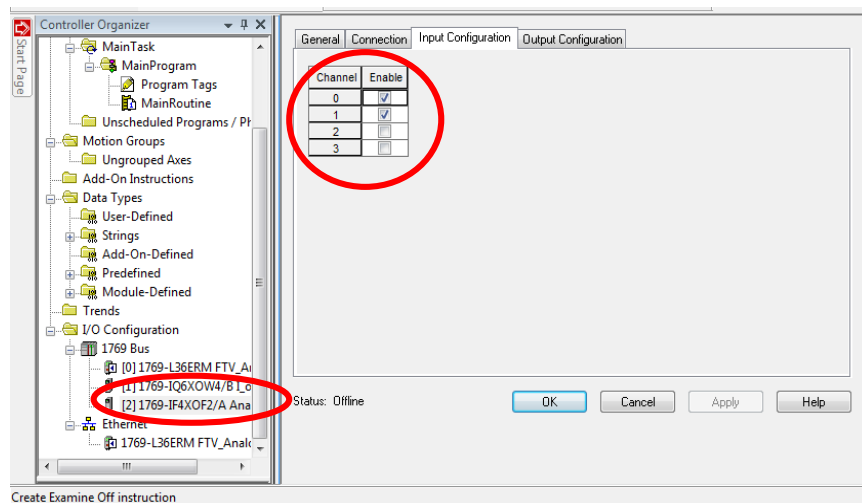 Start Page
Controller Organizer
MainTask
MainProgram
Program Tags
MainRoutine
Unscheduled Programs / Ph
Motion Groups
Ungrouped Axes
Add-On Instructions
Data Types
User-Defined
Strings
Add-On-Defined
Predefined
Module-Defined
Trends
I/O Configuration
1769 Bus
[0] 1769-L36ERM FTV_A
[1] 1769-IQ6XOW4/B I_o
[2] 1769-IF4XOF2/A Ana
Ethernet
1769-L36ERM FTV_Analo
General Connection Input Configuration Output Configuration
Channel Enable
0
1
2
3
Status: Offline
OK Cancel Apply Help
Create Examine Off instruction